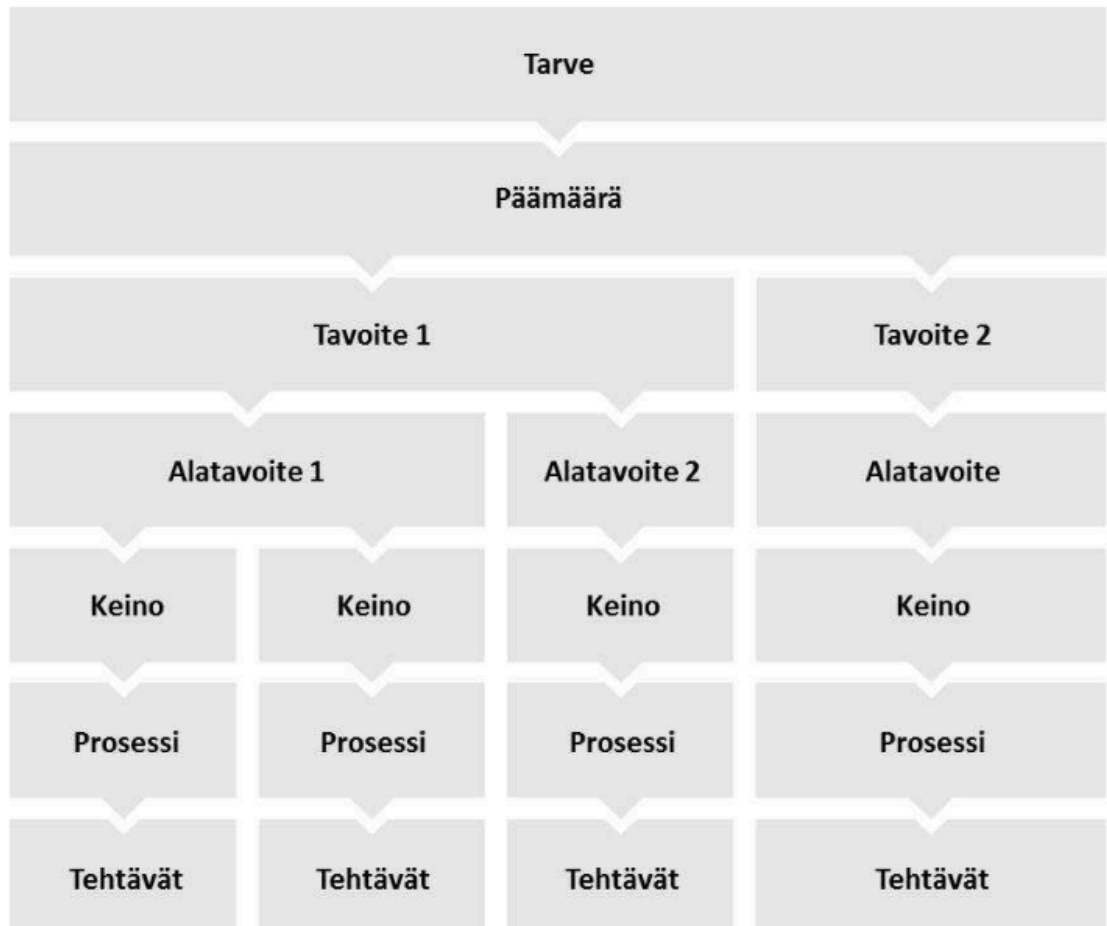 Tarve
Päämäärä
Tavoite 1
Tavoite 2
Alatavoite 1
Alatavoite 2
Alatavoite
Keino
Keino
Keino
Keino
Prosessi
Prosessi
Prosessi
Prosessi
Tehtävät
Tehtävät
Tehtävät
Tehtävät